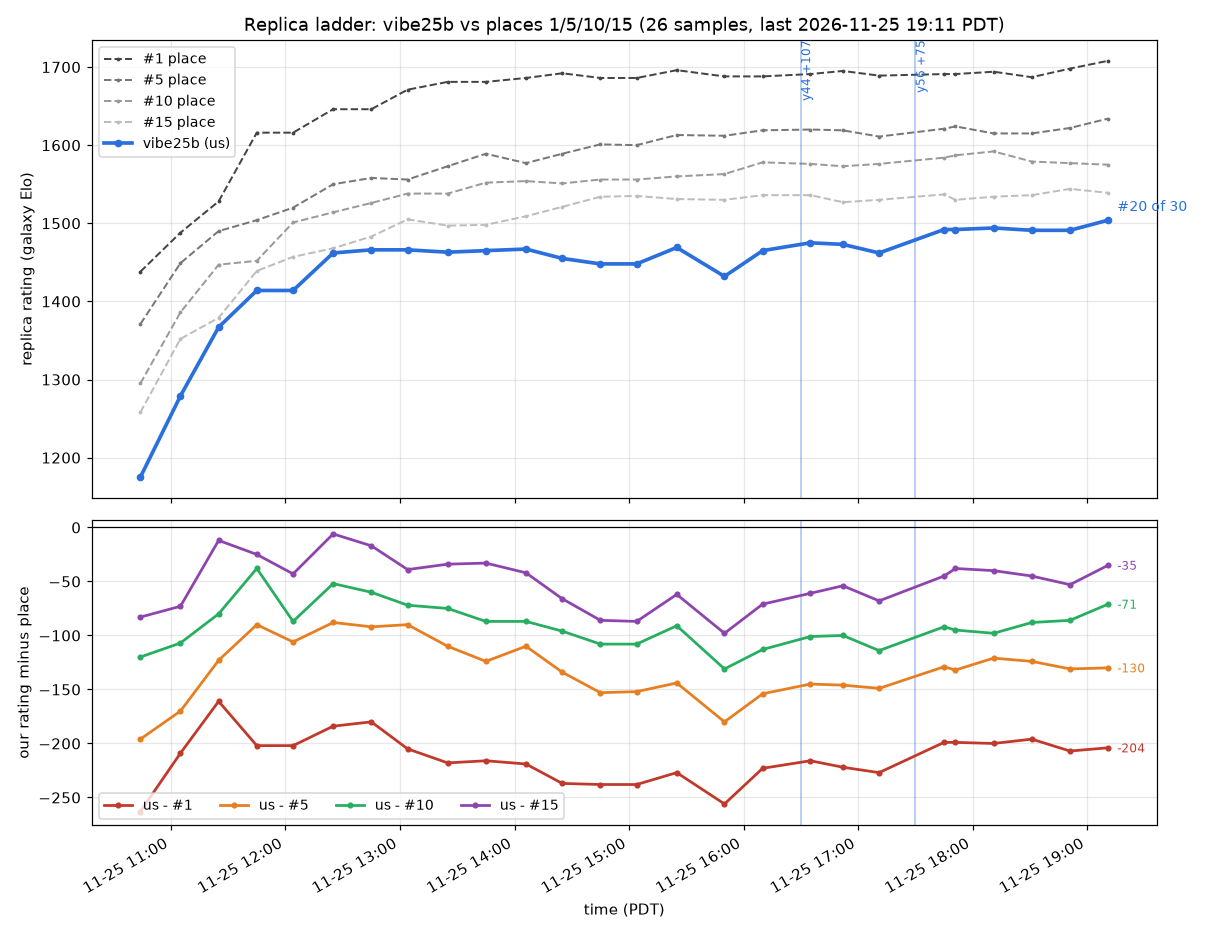 Replica ladder: vibe25b vs places 1/5/10/15 (26 samples, last 2026-11-25 19:11 PDT)
#1 place
#5 place
#10 place
#15 place
vibe25b (us)
y44 +107
y56 +75
#20 of 30
replica rating (galaxy Elo)
1700
1600
1500
1400
1300
1200
our rating minus place
0
−50
−100
−150
−200
−250
-35
-71
-130
-204
us - #1
us - #5
us - #10
us - #15
11-25 11:00
11-25 12:00
11-25 13:00
11-25 14:00
11-25 15:00
11-25 16:00
11-25 17:00
11-25 18:00
11-25 19:00
time (PDT)